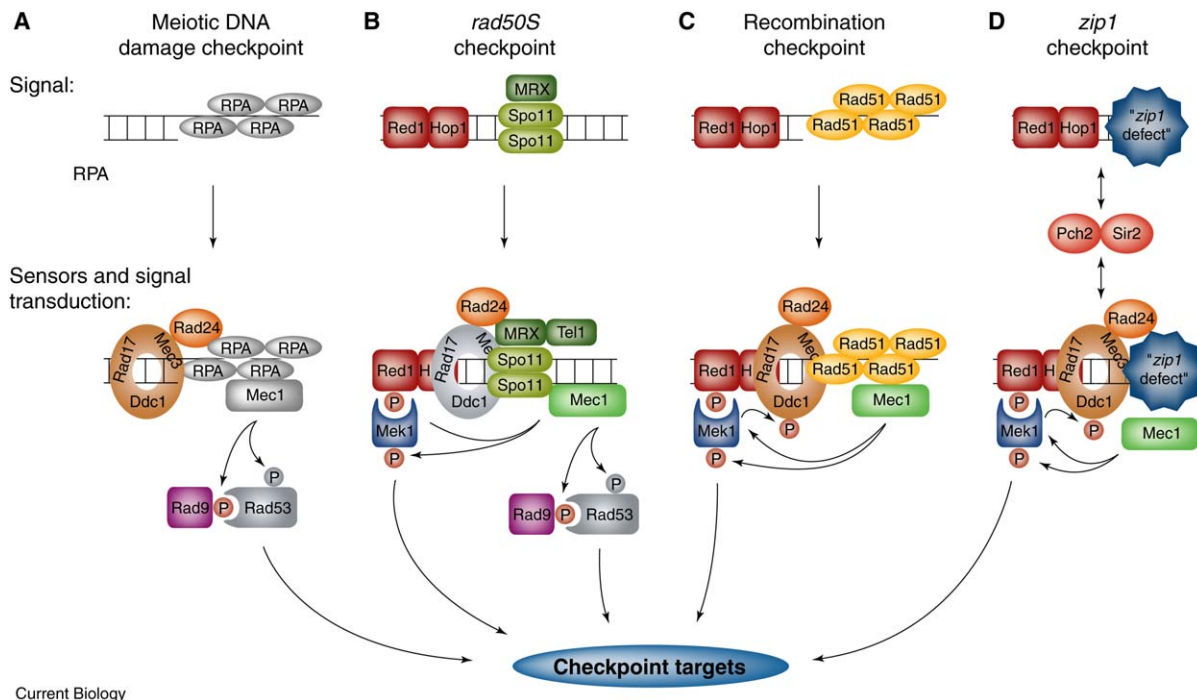 A
Meiotic DNA
damage checkpoint
B
rad50S
checkpoint
C
Recombination
checkpoint
D
zip1
checkpoint
Signal:
RPA RPA
RPA RPA
RPA
MRX
Red1 Hop1 Spo11
Spo11
Rad51 Rad51
Red1 Hop1 Rad51 Rad51
Red1 Hop1 "zip1
defect"
Pch2 Sir2
Sensors and signal
transduction:
Rad24
Rad17 Mec3 RPA RPA
RPA RPA
Ddc1 Mec1
P
Rad9 P Rad53
Rad24
MRX Tel1
Red1 H Rad17 Me Spo11
Spo11
P Ddc1 Mec1
Mek1
P
P
Rad9 P Rad53
Rad24
Rad17 Mec Rad51 Rad51
Red1 H Rad51 Rad51
P Ddc1 Mec1
Mek1 P
P
Rad24
Rad17 Mec3 "zip1
Red1 H defect"
P Ddc1
Mek1 P Mec1
P
Checkpoint targets
Current Biology